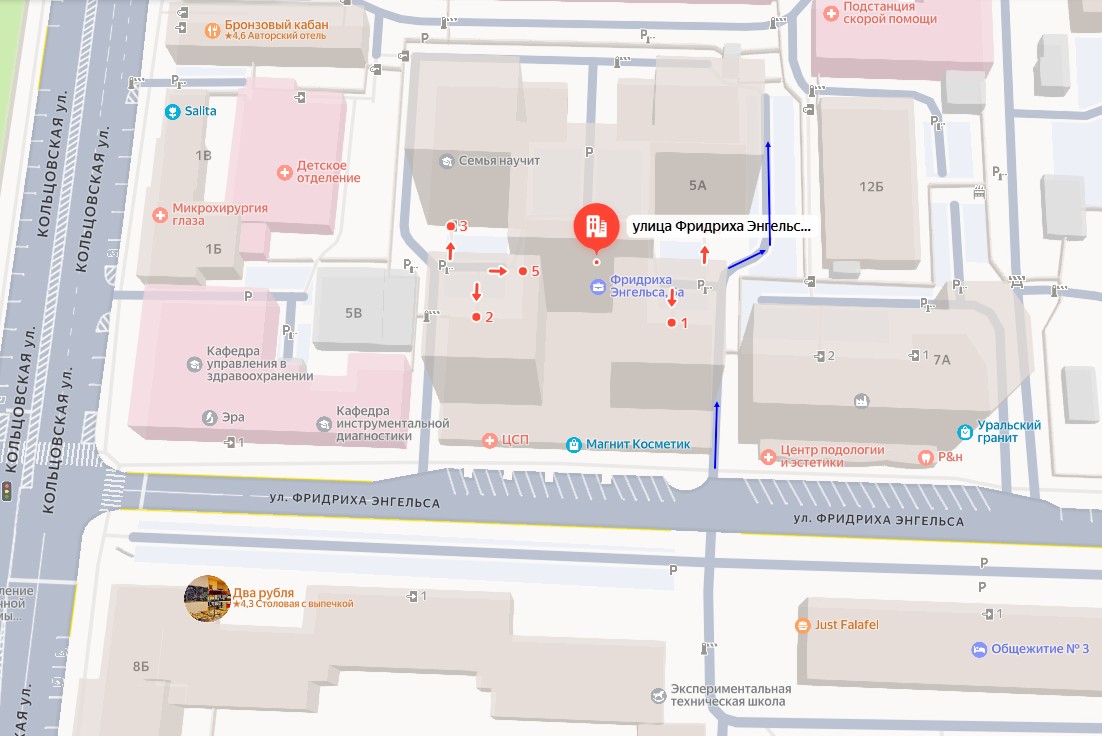 Бронзовый кабан
★4,6 Авторский отель
Подстанция
скорой помощи
P
P
P
Salita
КОЛЬЦОВСКАЯ УЛ.
КОЛЬЦОВСКАЯ УЛ.
1В
Детское
отделение
Семья научит
P
5А
12Б
P
P
Микрохирургия
глаза
3
улица Фридриха Энгельс...
1Б
P
P
5
Фридриха
Энгельса,
P
P
P
P
5В
2
1
Кафедра
управления в
здравоохранении
2
1
7А
КОЛЬЦОВСКАЯ УЛ.
КОЛЬЦОВСКАЯ УЛ.
Эра
Кафедра
инструментальной
диагностики
1
ЦСП
Магнит Косметик
Уральский
гранит
Центр подологии
и эстетики
P&н
ул. ФРИДРИХА ЭНГЕЛЬСА
ул. ФРИДРИХА ЭНГЕЛЬСА
P
P
P
Два рубля
★4,3 Столовая с выпечкой
1
1
Just Falafel
Общежитие № 3
8Б
Экспериментальная
техническая школа